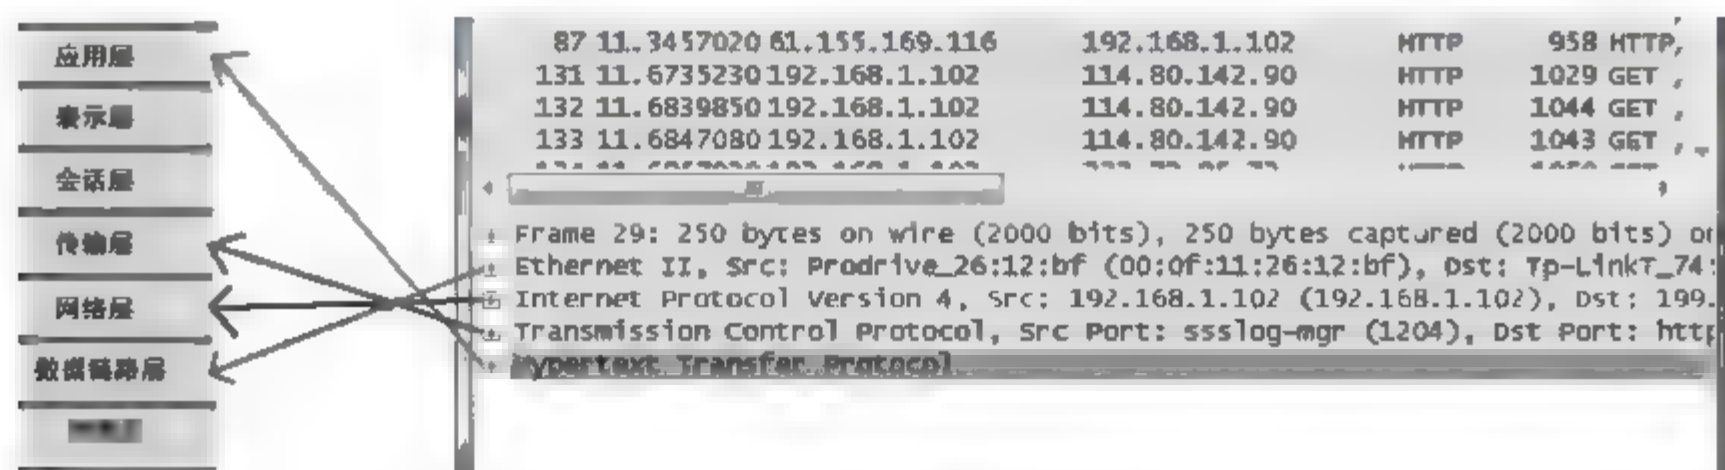 应用层
表示层
会话层
传输层
网络层
数据链路层
87 11.3457020 61.155.169.116 192.168.1.102 HTTP 958 HTTP,
131 11.6735230 192.168.1.102 114.80.142.90 HTTP 1029 GET
132 11.6839850 192.168.1.102 114.80.142.90 HTTP 1044 GET
133 11.6847080 192.168.1.102 114.80.142.90 HTTP 1043 GET
Frame 29: 250 bytes on wire (2000 bits), 250 bytes captured (2000 bits) or
Ethernet II, Src: Prodrive_26:12:bf (00:0f:11:26:12:bf), Dst: Tp-LinkT_74:
Internet Protocol Version 4, Src: 192.168.1.102 (192.168.1.102), Dst: 199.
Transmission Control Protocol, Src Port: ssslog-mgr (1204), Dst Port: http
Hypertext Transfer Protocol